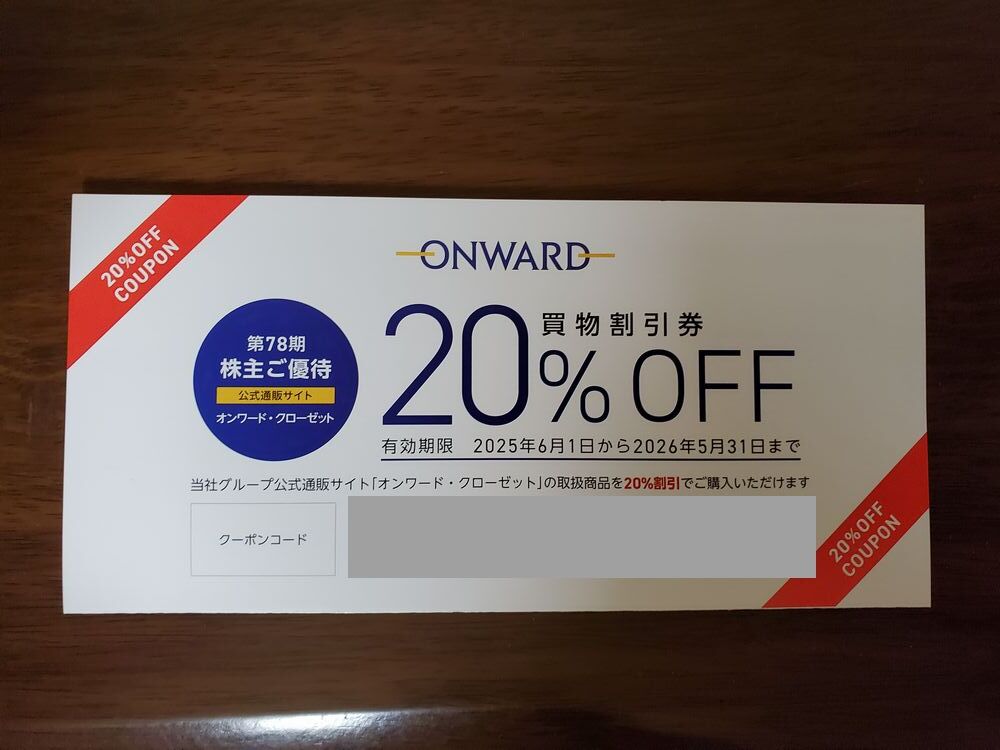 20%OFF
COUPON
ONWARD
第78期
株主ご優待
公式通販サイト
オンワード・クローゼット
買物割引券
20% OFF
有効期限 2025年6月1日から2026年5月31日まで
当社グループ公式通販サイト「オンワード・クローゼット」の取扱商品を20%割引でご購入いただけます
クーポンコード
20%OFF
COUPON